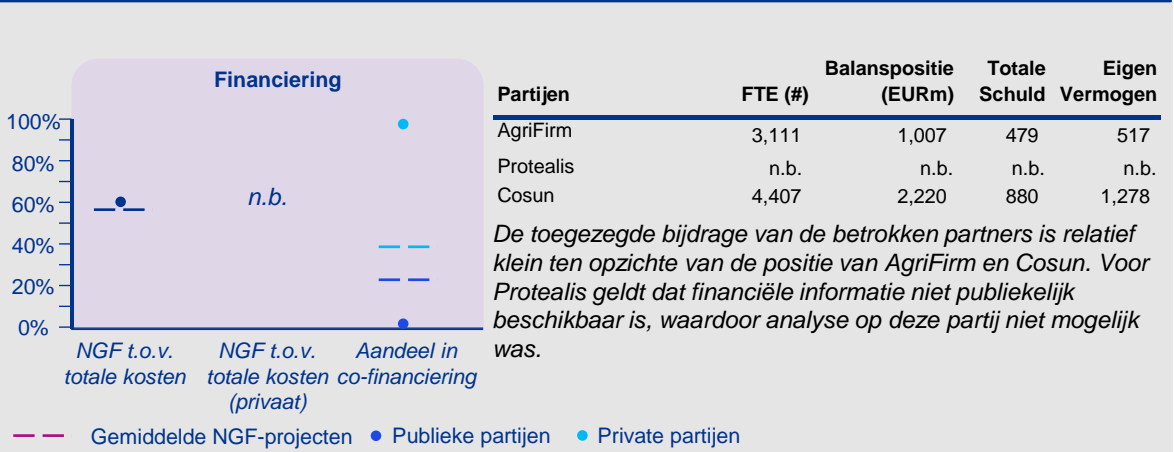 Financiering
100%
80%
60%
40%
20%
0%
n.b.
NGF t.o.v. totale kosten
NGF t.o.v. totale kosten (privaat)
Aandeel in co-financiering
Gemiddelde NGF-projecten Publieke partijen Private partijen
Partijen FTE (#) Balanspositie (EURm) Totale Schuld Eigen Vermogen
AgriFirm 3,111 1,007 479 517
Protealis n.b. n.b. n.b. n.b.
Cosun 4,407 2,220 880 1,278
De toegezegde bijdrage van de betrokken partners is relatief
klein ten opzichte van de positie van AgriFirm en Cosun. Voor
Protealis geldt dat financiële informatie niet publiekelijk
beschikbaar is, waardoor analyse op deze partij niet mogelijk
was.